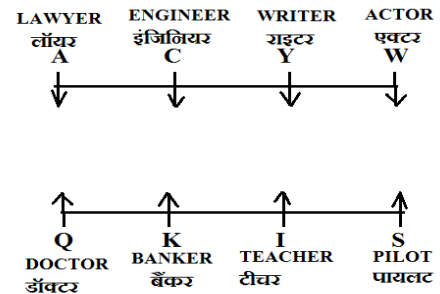 LAWYER ENGINEER WRITER ACTOR
लॉयर इंजिनियर राइटर एक्टर
A C Y W
Q K I S
DOCTOR BANKER TEACHER PILOT
डॉक्टर बैंकर टीचर पायलट